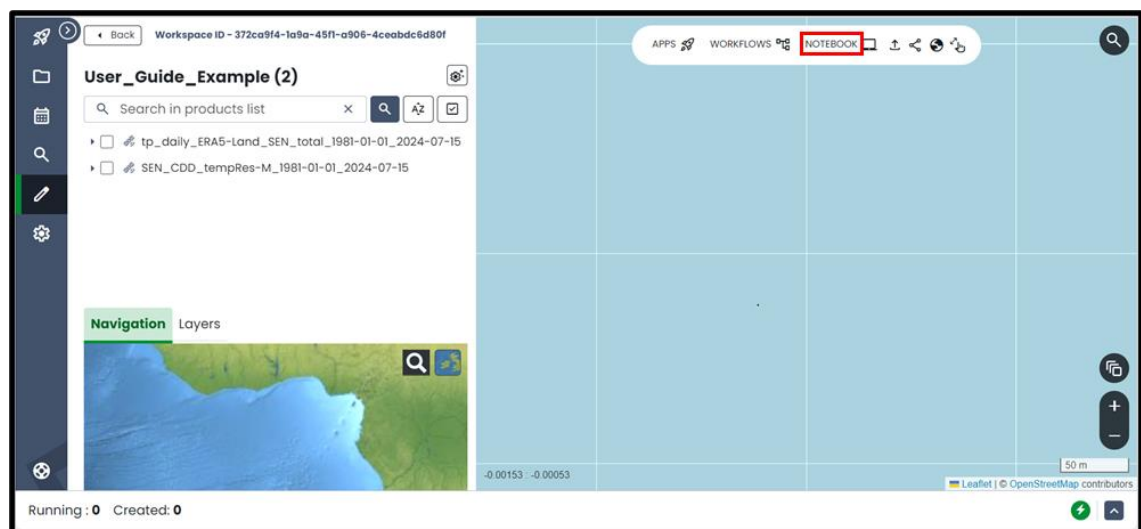 Back
Workspace ID - 372ca9f4-1a9a-45f1-a906-4ceabdc6d80f
APPS WORKFLOWS NOTEBOOK
User_Guide_Example (2)
Search in products list
AZ
tp_daily_ERA5-Land_SEN_total_1981-01-01_2024-07-15
SEN_CDD_tempRes-M_1981-01-01_2024-07-15
Navigation Layers
+
−
-0.00153 : -0.00053
50 m
Leaflet | © OpenStreetMap contributors
Running : 0 Created: 0